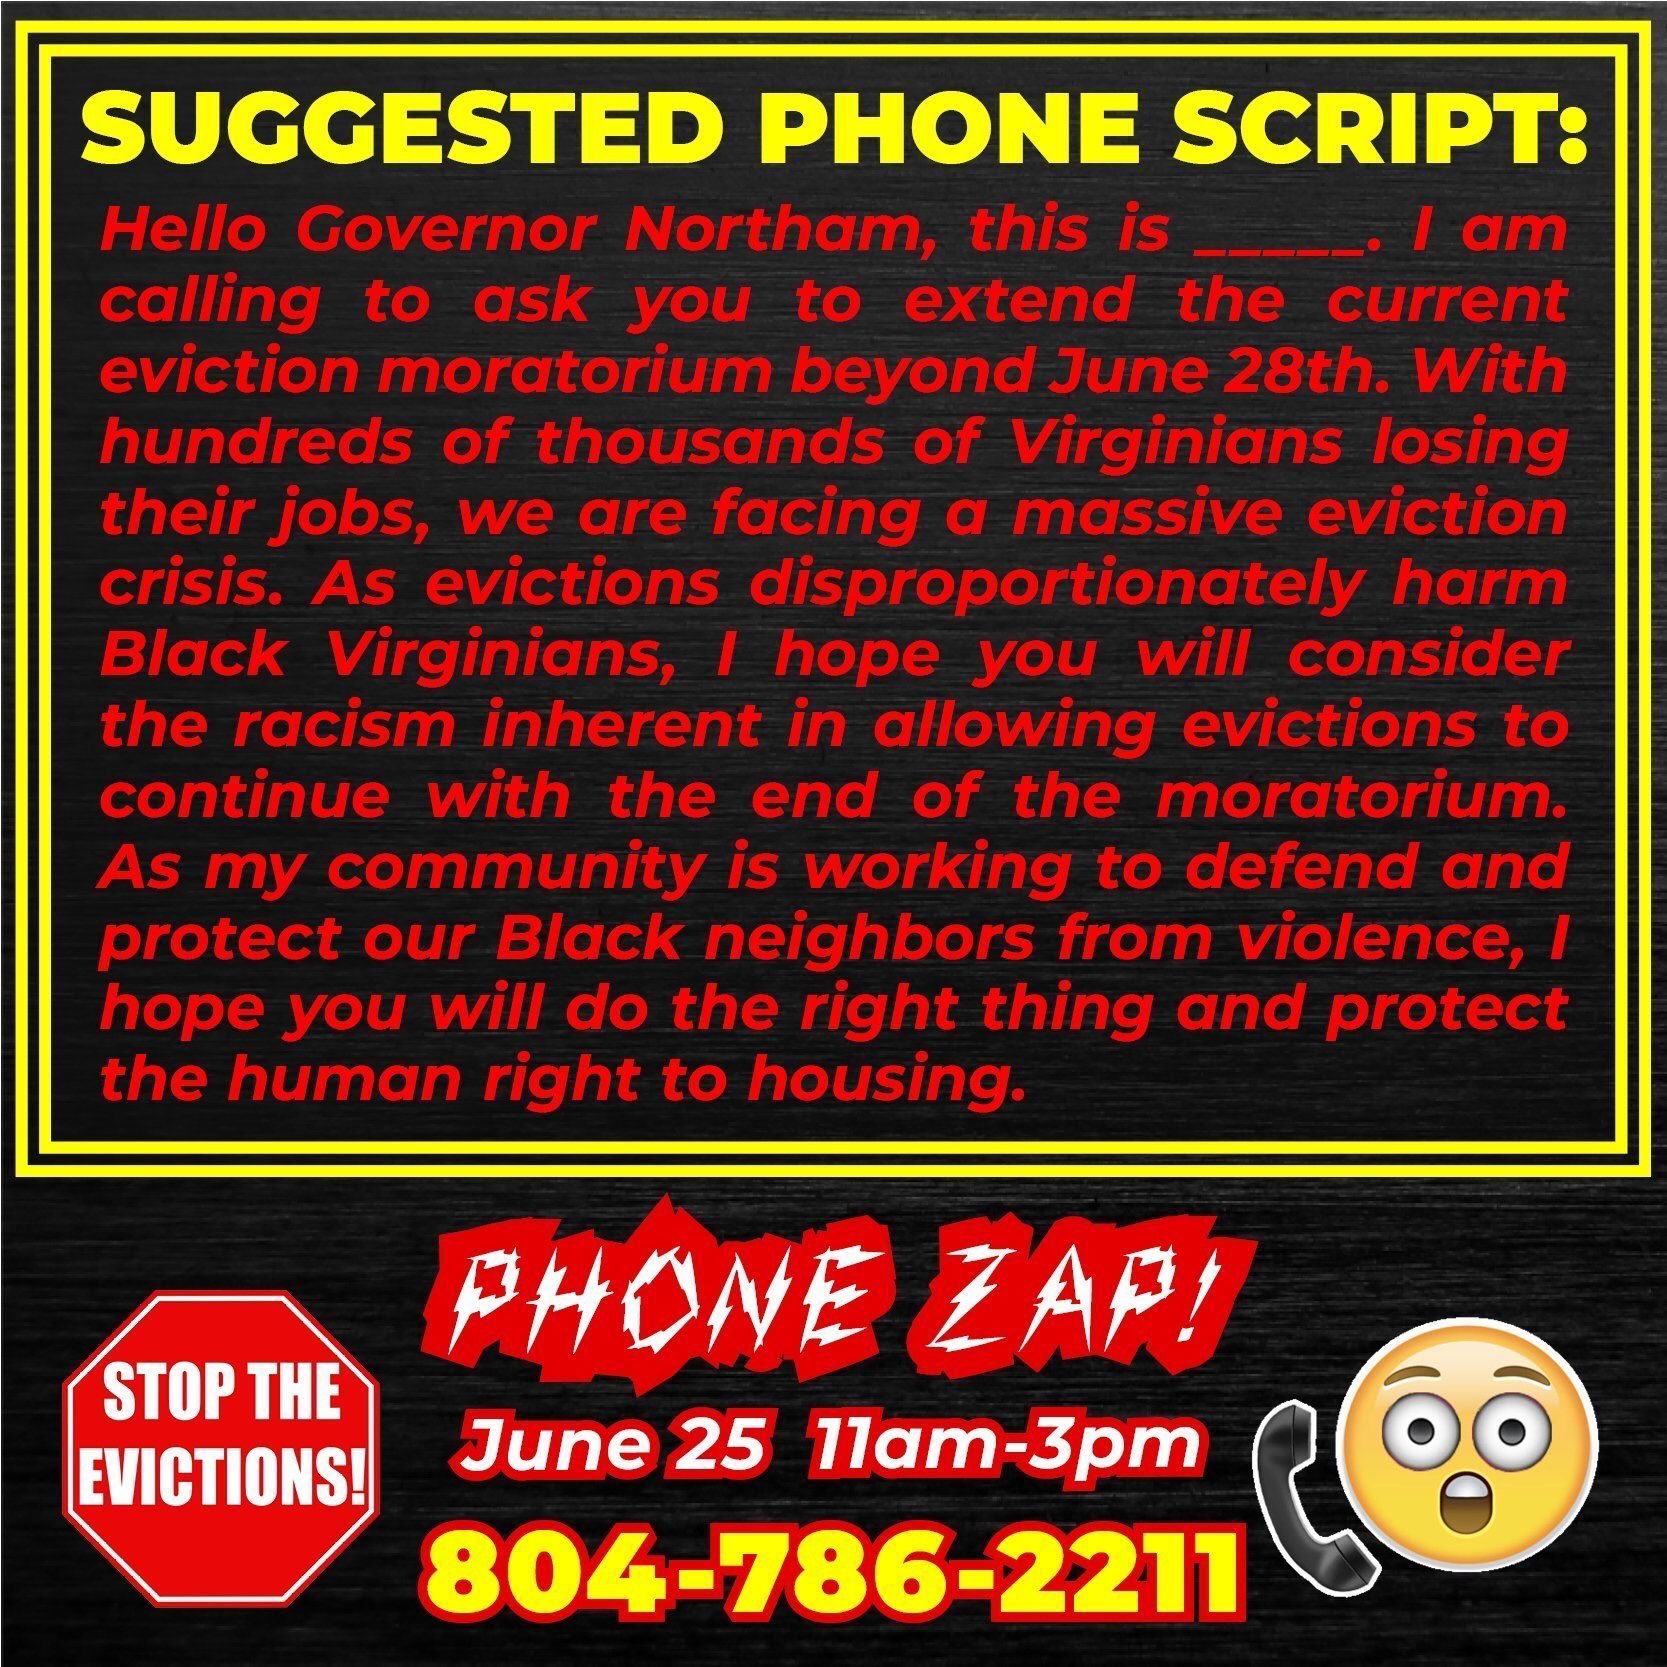 SUGGESTED PHONE SCRIPT:
Hello Governor Northam, this is _____. I am
calling to ask you to extend the current
eviction moratorium beyond June 28th. With
hundreds of thousands of Virginians losing
their jobs, we are facing a massive eviction
crisis. As evictions disproportionately harm
Black Virginians, I hope you will consider
the racism inherent in allowing evictions to
continue with the end of the moratorium.
As my community is working to defend and
protect our Black neighbors from violence, I
hope you will do the right thing and protect
the human right to housing.
PHONE ZAP!
STOP THE
EVICTIONS!
June 25 11am-3pm
804-786-2211